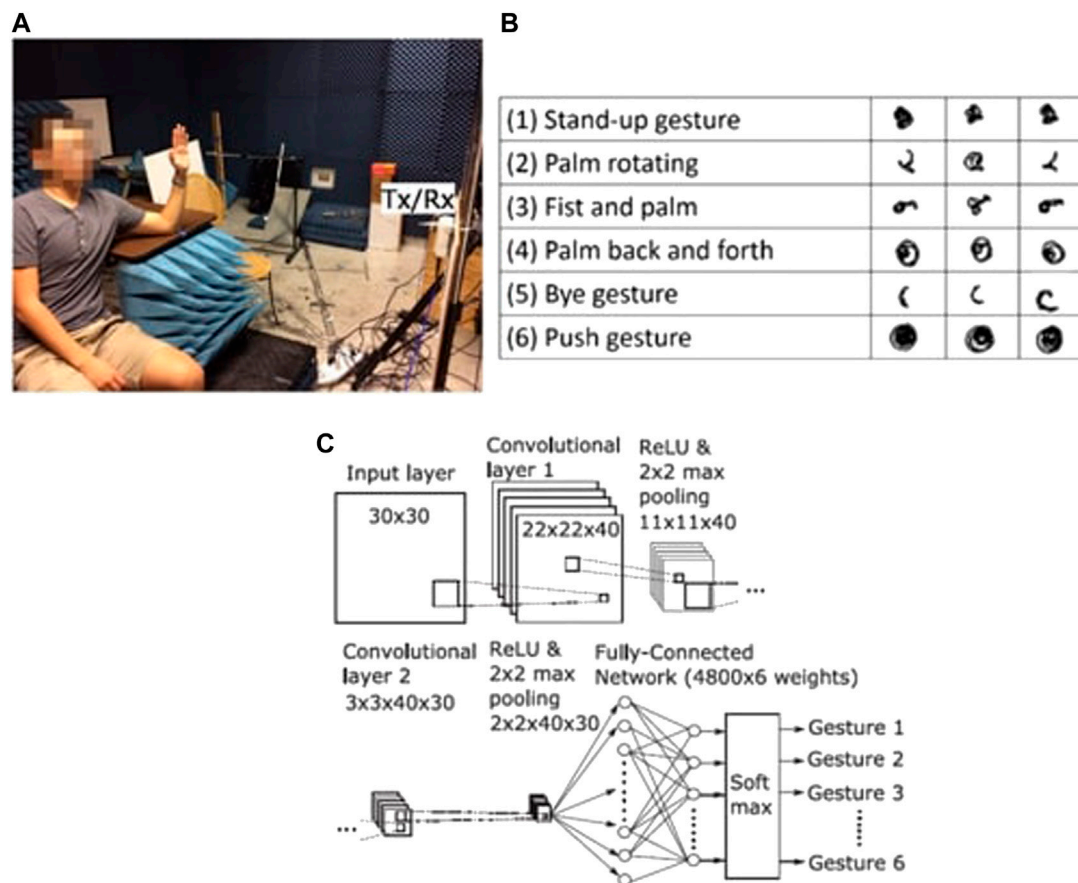 A
B
Tx/Rx
(1) Stand-up gesture
(2) Palm rotating
(3) Fist and palm
(4) Palm back and forth
(5) Bye gesture
(6) Push gesture
C
Input layer
30x30
Convolutional
layer 1
22x22x40
ReLU &
2x2 max
pooling
11x11x40
...
Convolutional
layer 2
3x3x40x30
ReLU &
2x2 max
pooling
2x2x40x30
Fully-Connected
Network (4800x6 weights)
...
Soft
max
Gesture 1
Gesture 2
Gesture 3
Gesture 6